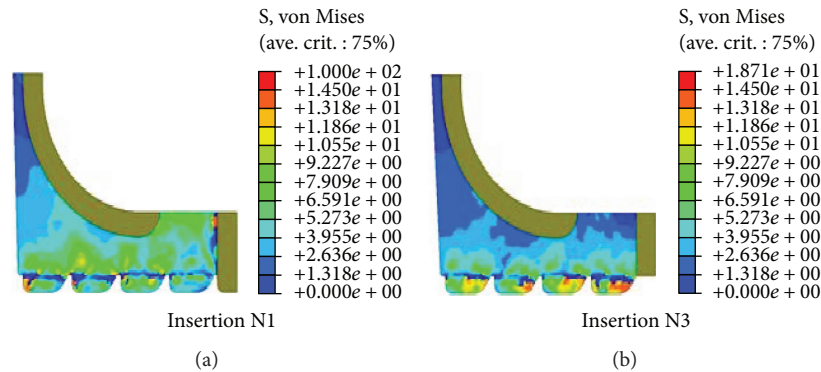 S, von Mises
(ave. crit. : 75%)
+1.000e + 02
+1.450e + 01
+1.318e + 01
+1.186e + 01
+1.055e + 01
+9.227e + 00
+7.909e + 00
+6.591e + 00
+5.273e + 00
+3.955e + 00
+2.636e + 00
+1.318e + 00
+0.000e + 00
Insertion N1
(a)
S, von Mises
(ave. crit. : 75%)
+1.871e + 01
+1.450e + 01
+1.318e + 01
+1.186e + 01
+1.055e + 01
+9.227e + 00
+7.909e + 00
+6.591e + 00
+5.273e + 00
+3.955e + 00
+2.636e + 00
+1.318e + 00
+0.000e + 00
Insertion N3
(b)